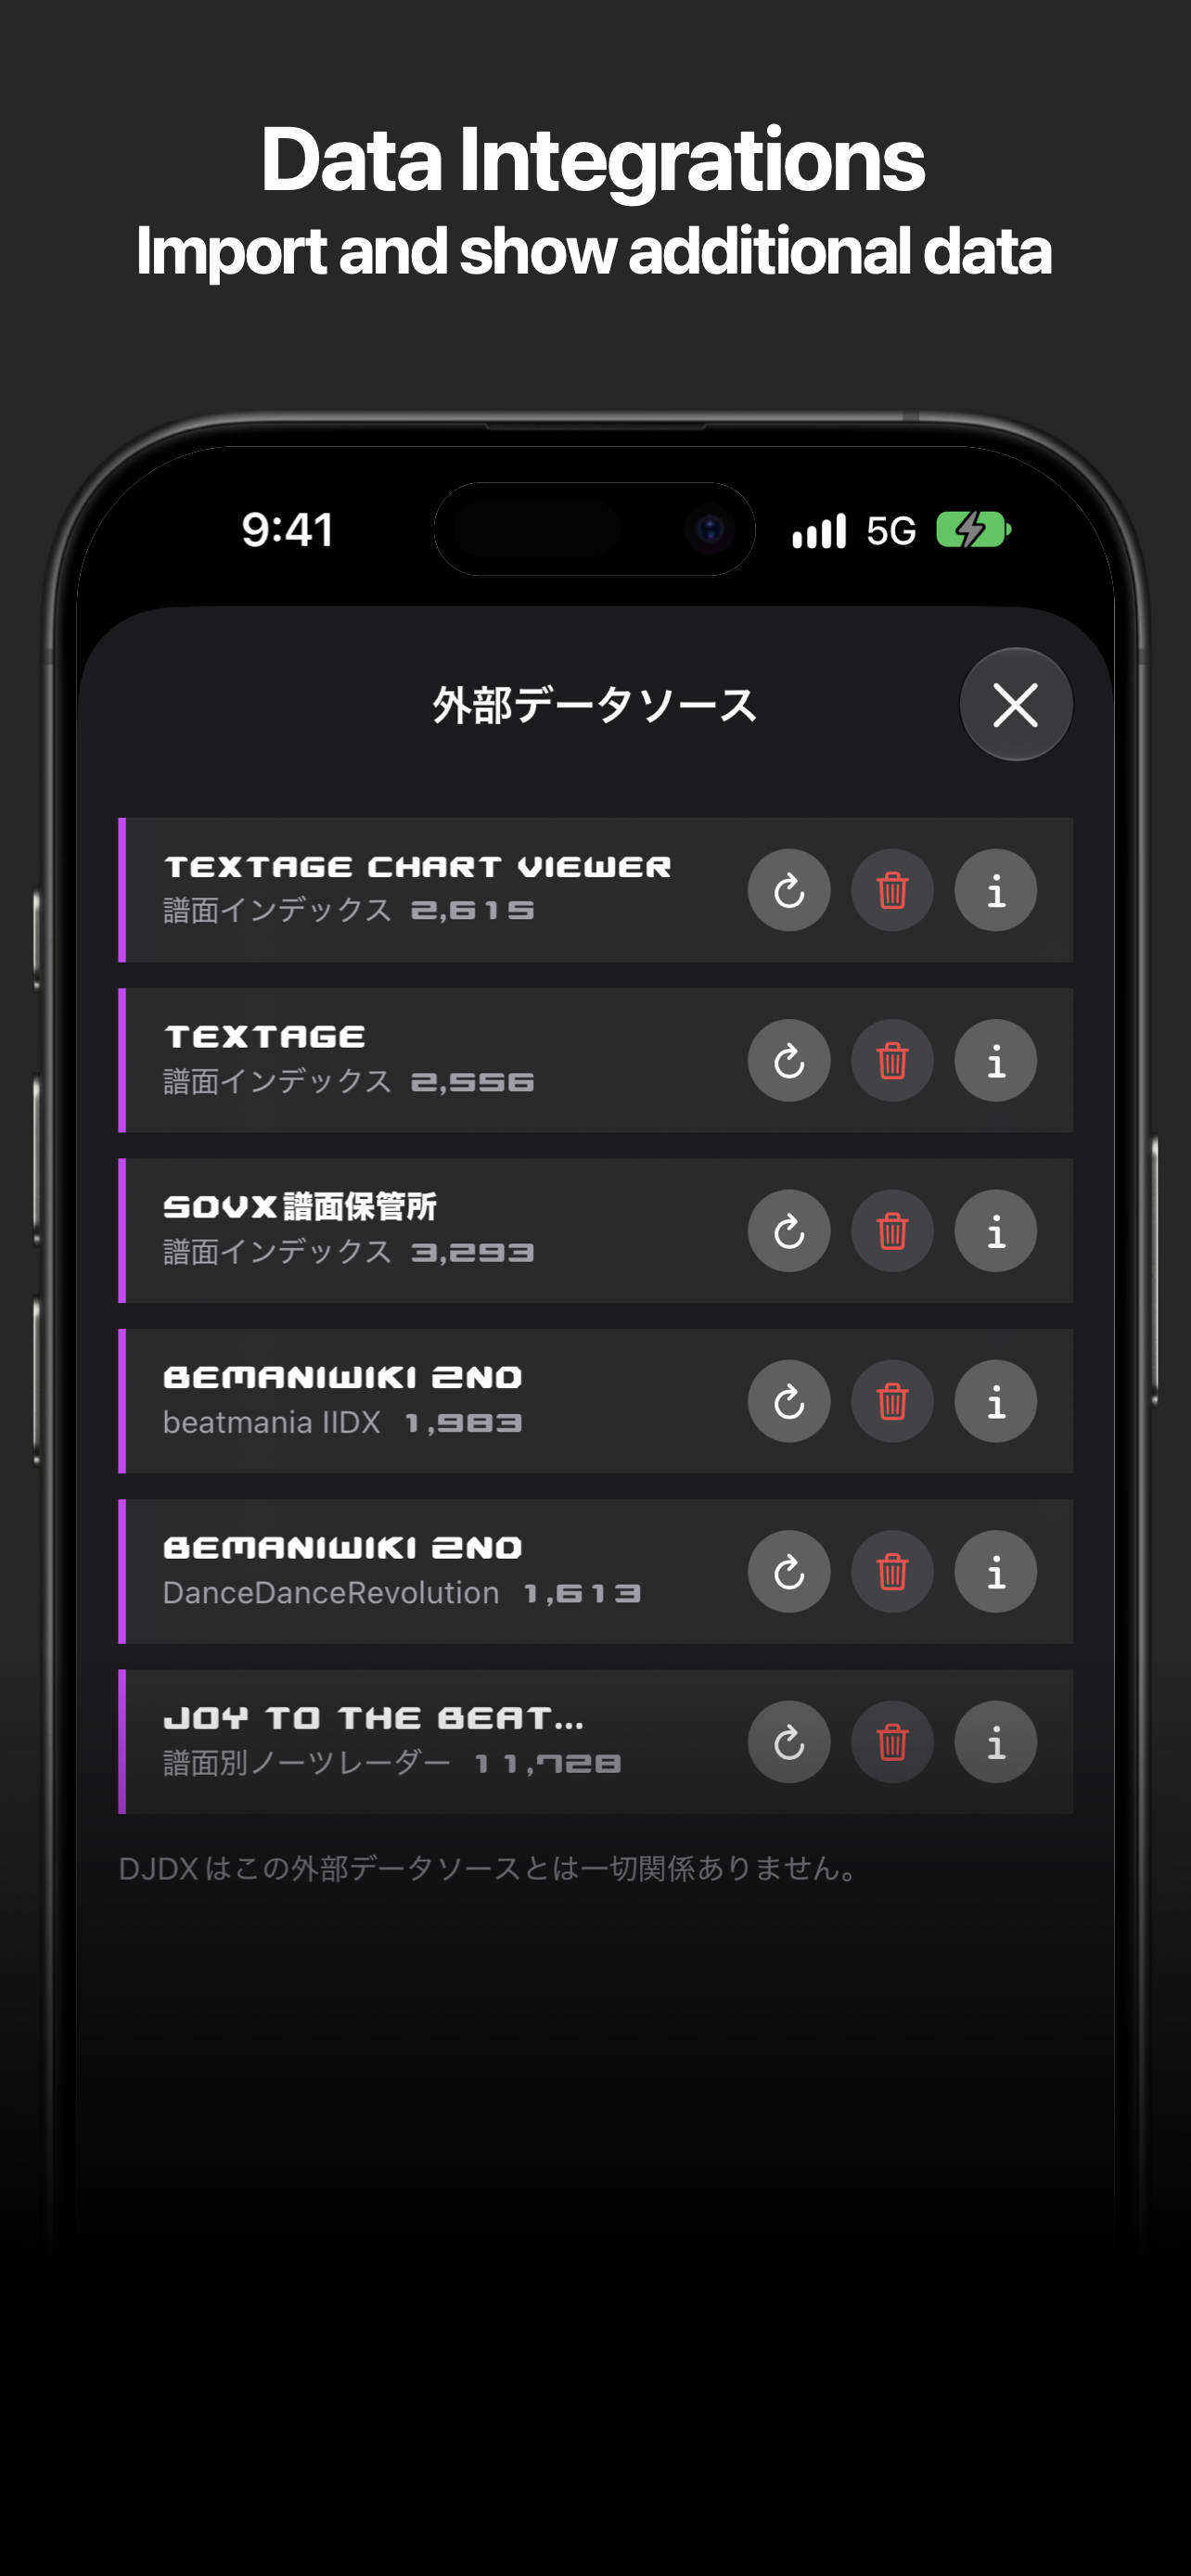 Data Integrations
Import and show additional data
9:41
5G
外部データソース
TEXTAGE CHART VIEWER
譜面インデックス 2,615
TEXTAGE
譜面インデックス 2,556
SDVX譜面保管所
譜面インデックス 3,293
BEMANIWIKI 2ND
beatmania IIDX 1,983
BEMANIWIKI 2ND
DanceDanceRevolution 1,613
JOY TO THE BEAT...
譜面別ノーツレーダー 11,728
DJDX はこの外部データソースとは一切関係ありません。